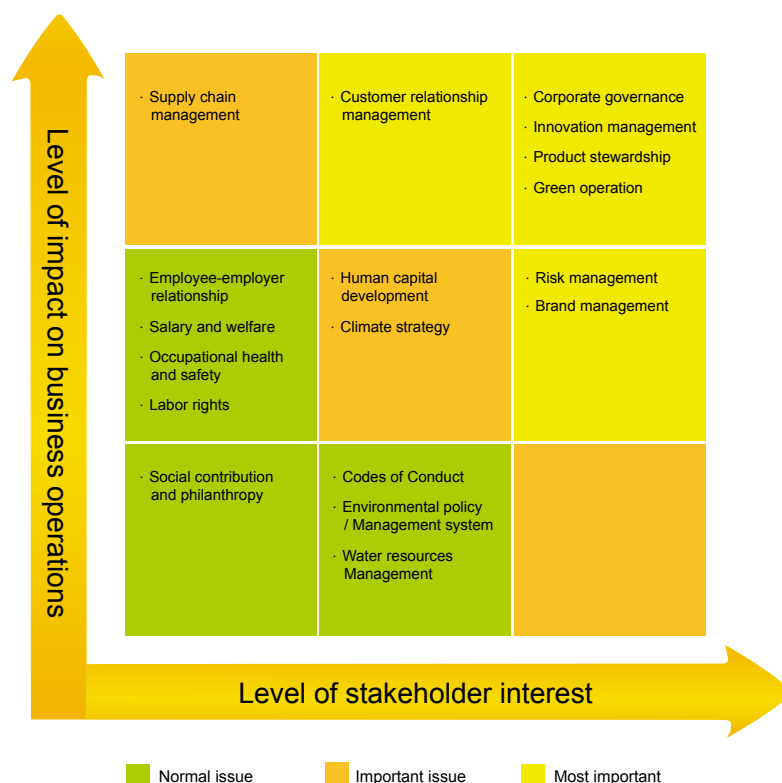 Level of impact on business operations
· Supply chain
management
· Customer relationship
management
· Corporate governance
· Innovation management
· Product stewardship
· Green operation
· Employee-employer
relationship
· Salary and welfare
· Occupational health
and safety
· Labor rights
· Human capital
development
· Climate strategy
· Risk management
· Brand management
· Social contribution
and philanthropy
· Codes of Conduct
· Environmental policy
/ Management system
· Water resources
Management
Level of stakeholder interest
Normal issue
Important issue
Most important